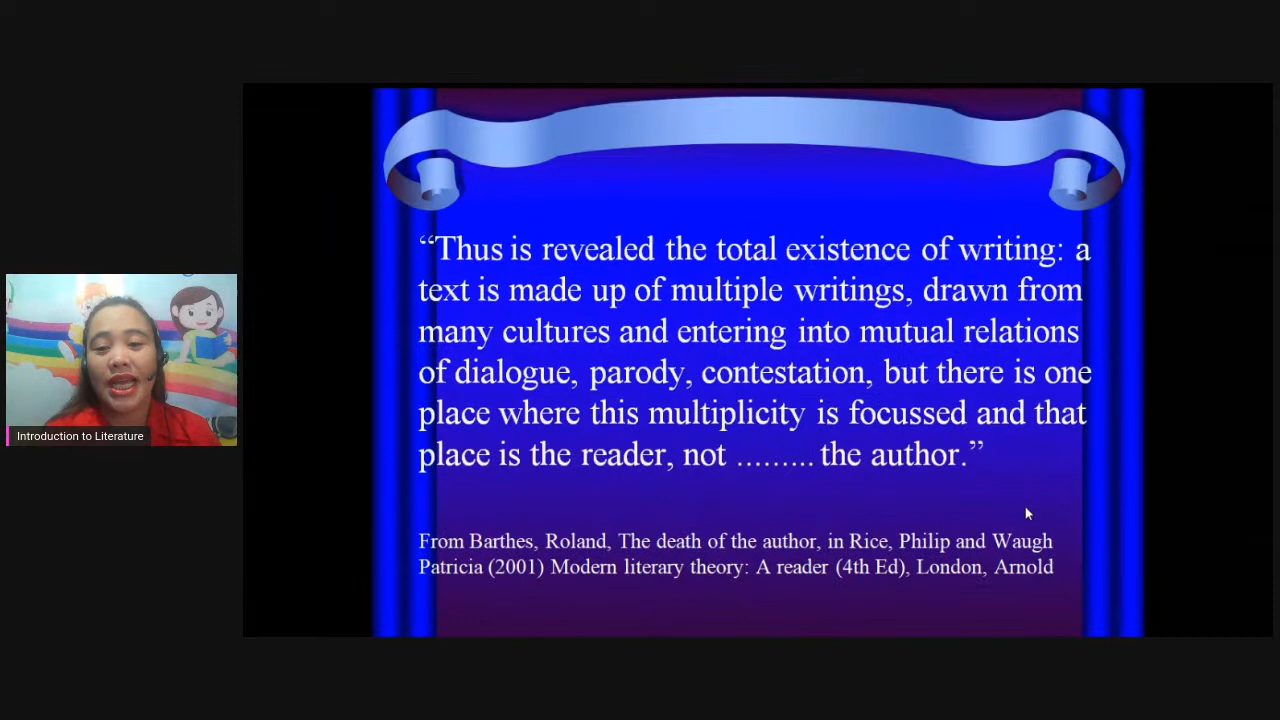 “Thus is revealed the total existence of writing: a
text is made up of multiple writings, drawn from
many cultures and entering into mutual relations
of dialogue, parody, contestation, but there is one
place where this multiplicity is focussed and that
place is the reader, not ......... the author.”
From Barthes, Roland, The death of the author, in Rice, Philip and Waugh
Patricia (2001) Modern literary theory: A reader (4th Ed), London, Arnold
Introduction to Literature